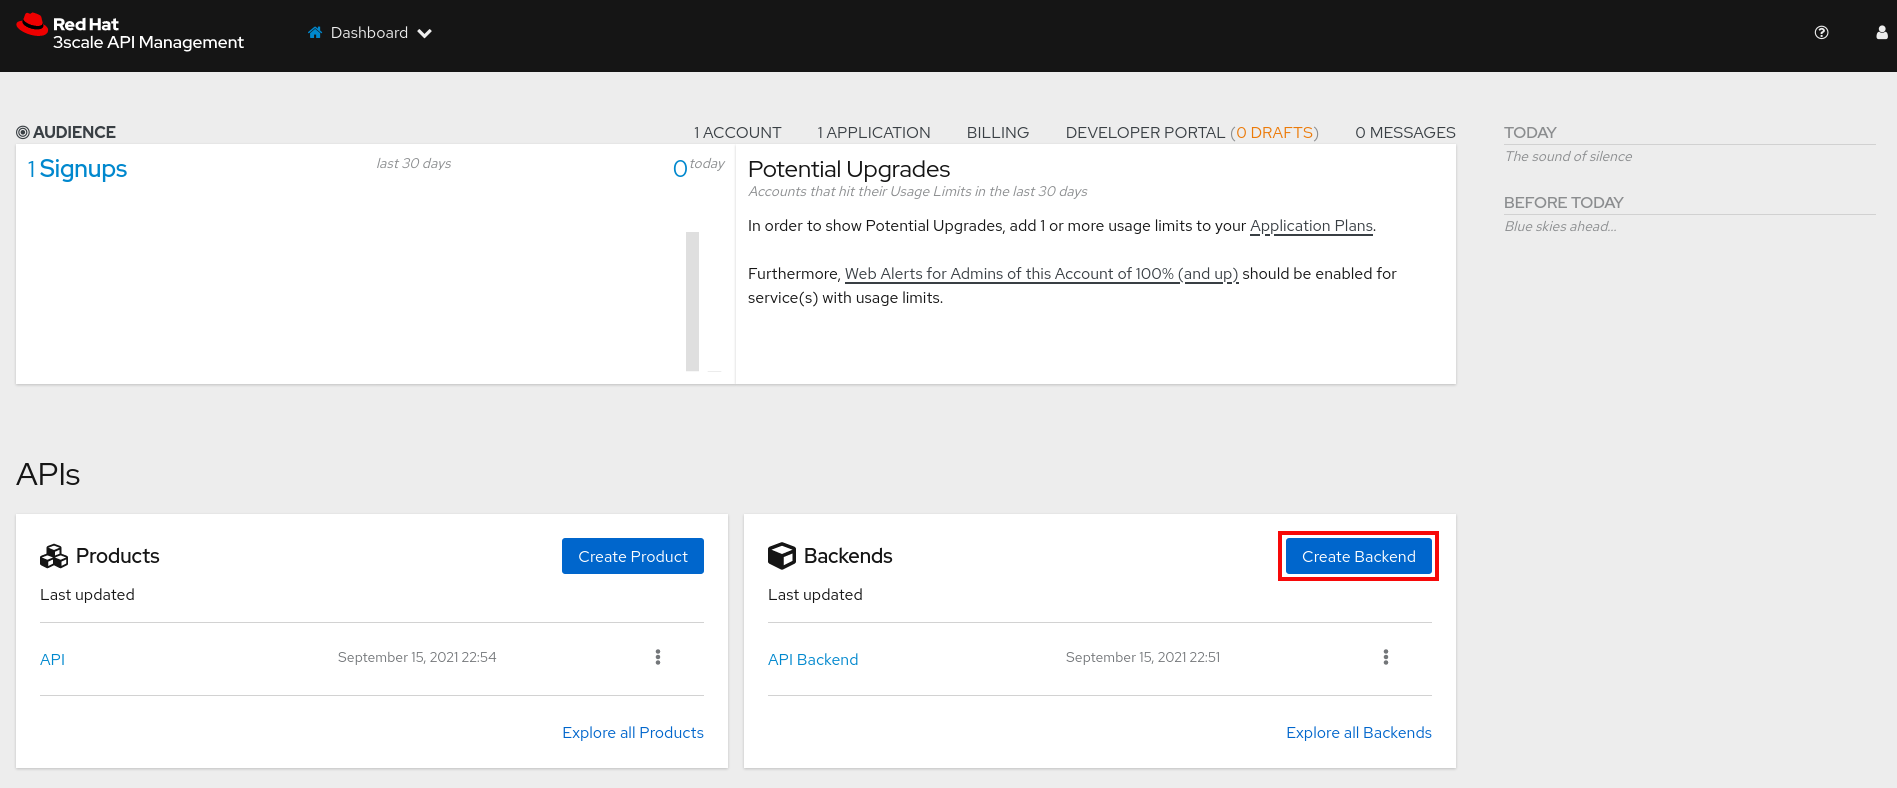 Red Hat
3scale API Management
Dashboard
AUDIENCE
1 ACCOUNT 1 APPLICATION BILLING DEVELOPER PORTAL (0 DRAFTS) 0 MESSAGES
1 Signups last 30 days 0 today
Potential Upgrades
Accounts that hit their Usage Limits in the last 30 days
In order to show Potential Upgrades, add 1 or more usage limits to your Application Plans.
Furthermore, Web Alerts for Admins of this Account of 100% (and up) should be enabled for
service(s) with usage limits.
TODAY
The sound of silence
BEFORE TODAY
Blue skies ahead...
APIs
Products Create Product
Last updated
API September 15, 2021 22:54
Explore all Products
Backends Create Backend
Last updated
API Backend September 15, 2021 22:51
Explore all Backends